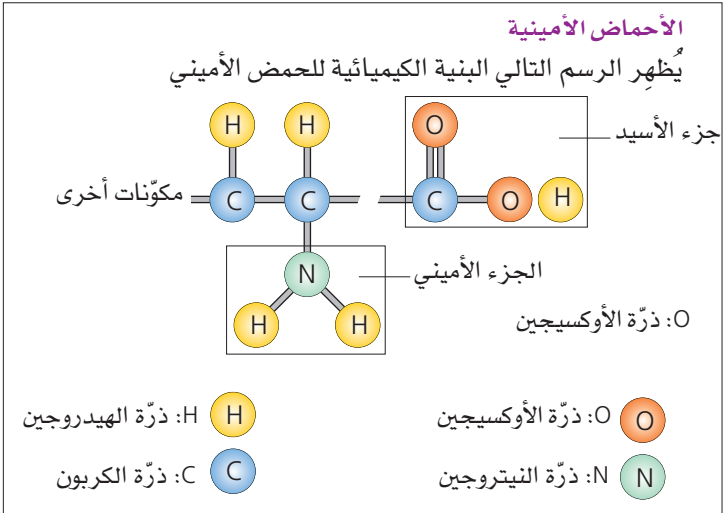 الأحماض الأمينية
يُظهِر الرسم التالي البنية الكيميائية للحمض الأميني
H H O
جزء الأسيد
مكوّنات أخرى C C C O H
N
الجزء الأميني
H H
O: ذرّة الأوكسيجين
O O: ذرّة الأوكسيجين
H H: ذرّة الهيدروجين
N N: ذرّة النيتروجين
C C: ذرّة الكربون